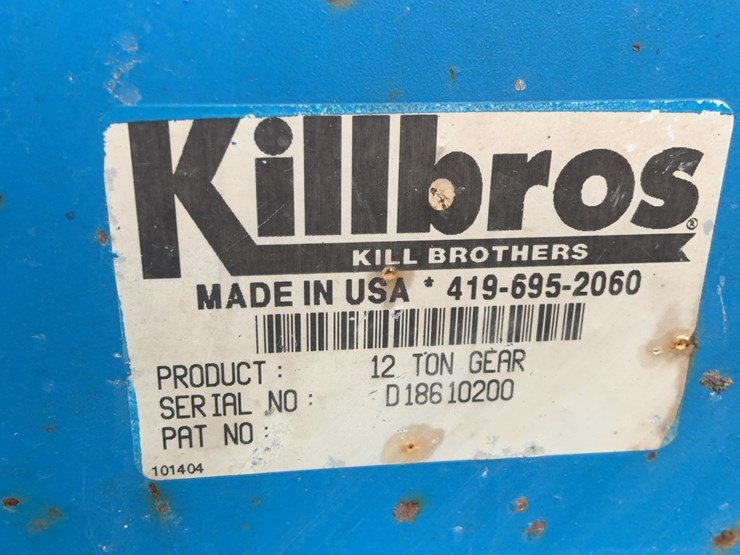 Killbros®
KILL BROTHERS
MADE IN USA * 419-695-2060
PRODUCT : 12 TON GEAR
SERIAL NO : D18610200
PAT NO :
101404